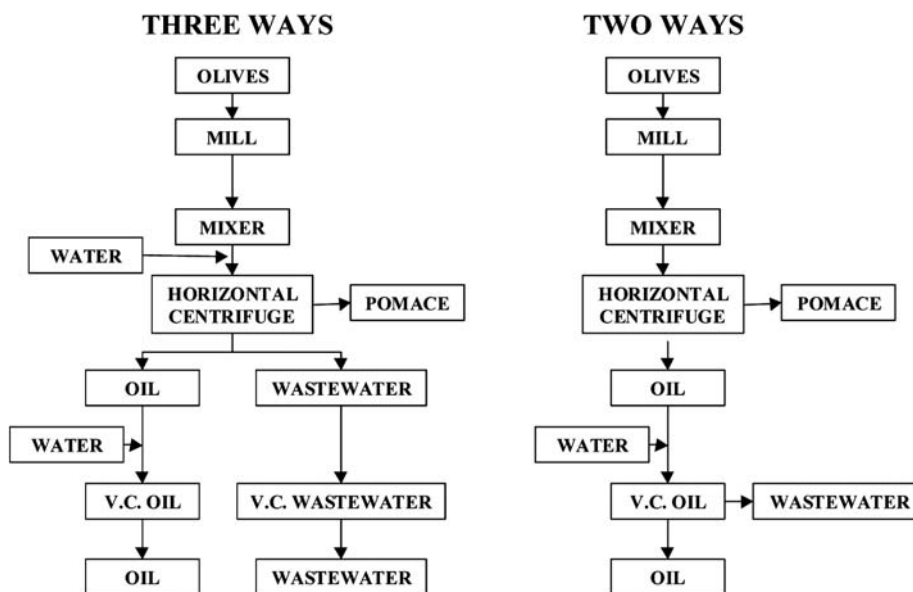 THREE WAYS
OLIVES
MILL
MIXER
WATER
HORIZONTAL
CENTRIFUGE
POMACE
OIL
WASTEWATER
WATER
V.C. OIL
V.C. WASTEWATER
OIL
WASTEWATER
TWO WAYS
OLIVES
MILL
MIXER
HORIZONTAL
CENTRIFUGE
POMACE
OIL
WATER
V.C. OIL
WASTEWATER
OIL